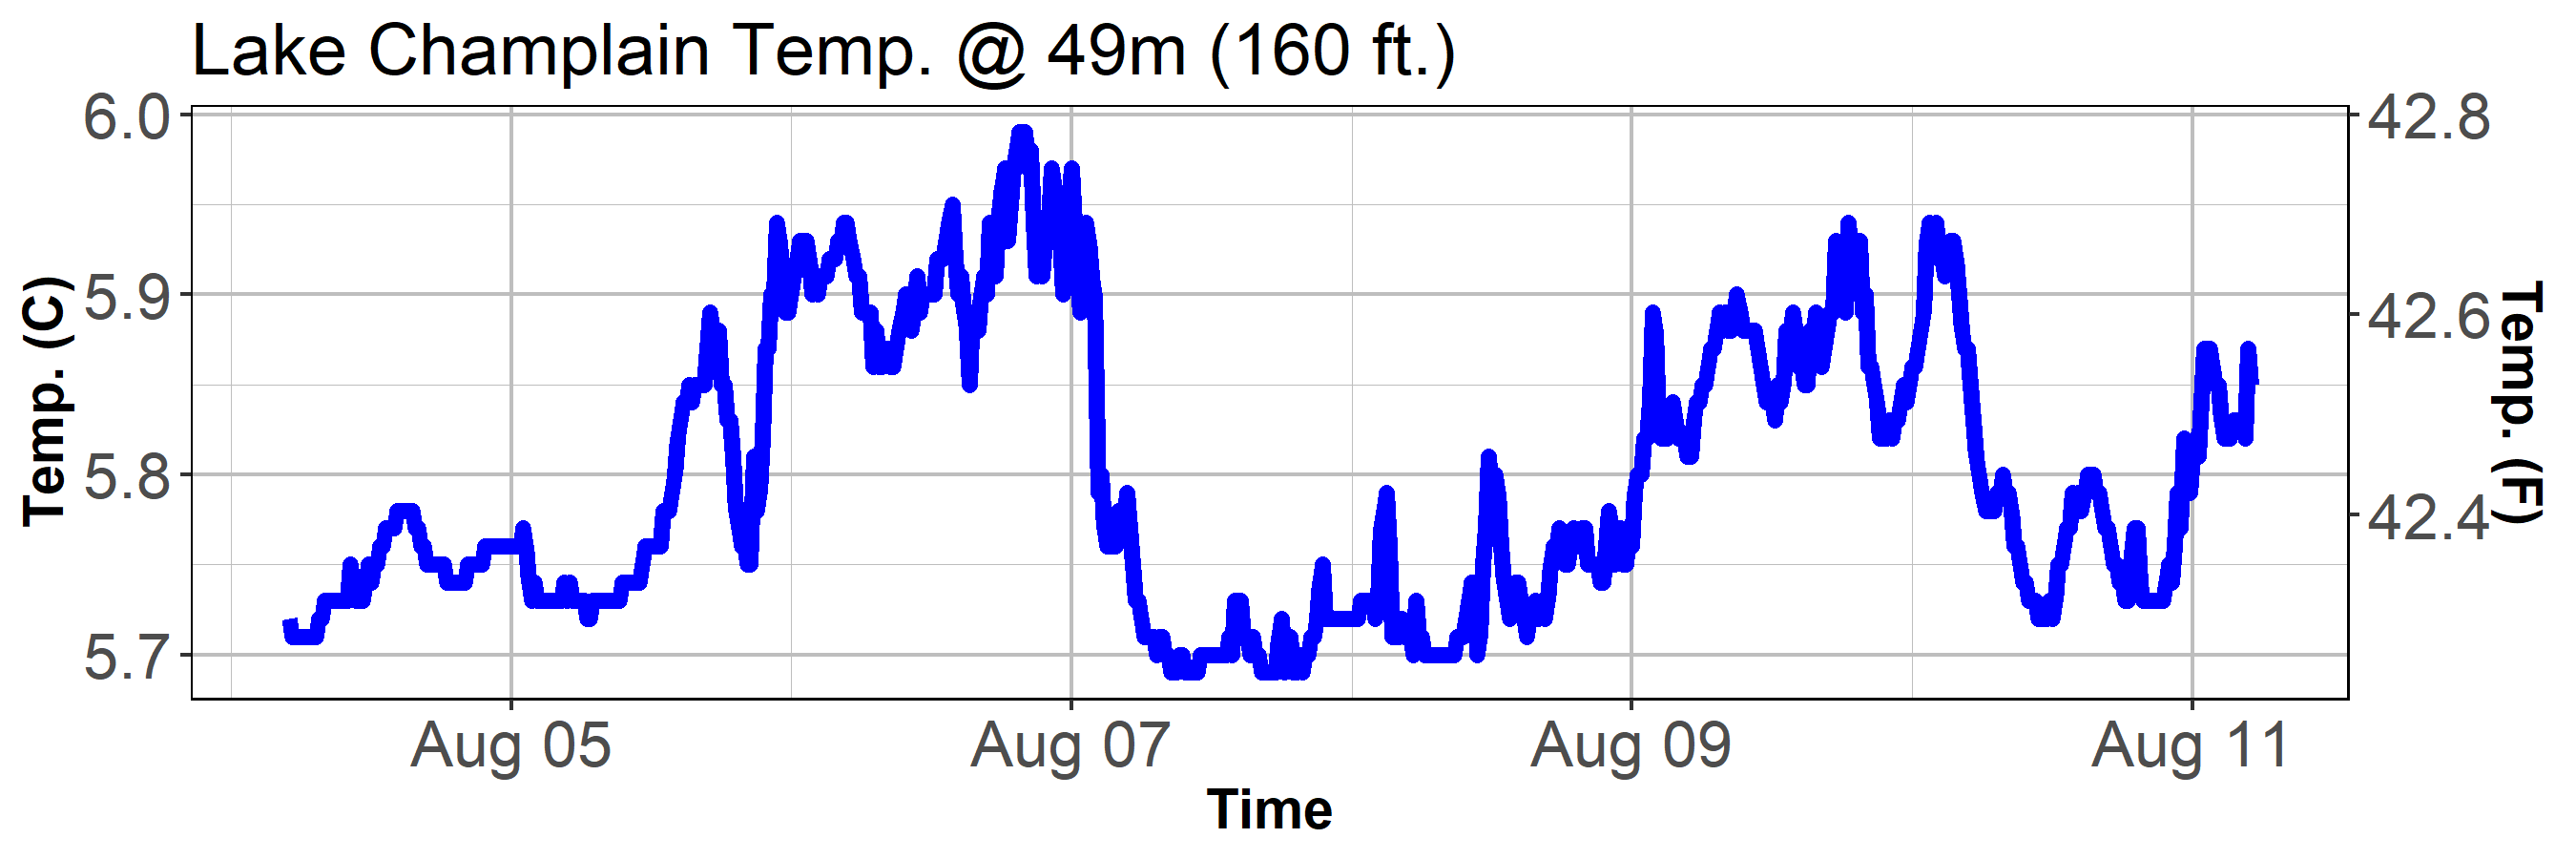 Lake Champlain Temp. @ 49m (160 ft.)
6.0
5.9
5.8
5.7
Temp. (C)
42.8
42.6
42.4
Temp. (F)
Aug 05 Aug 07 Aug 09 Aug 11
Time